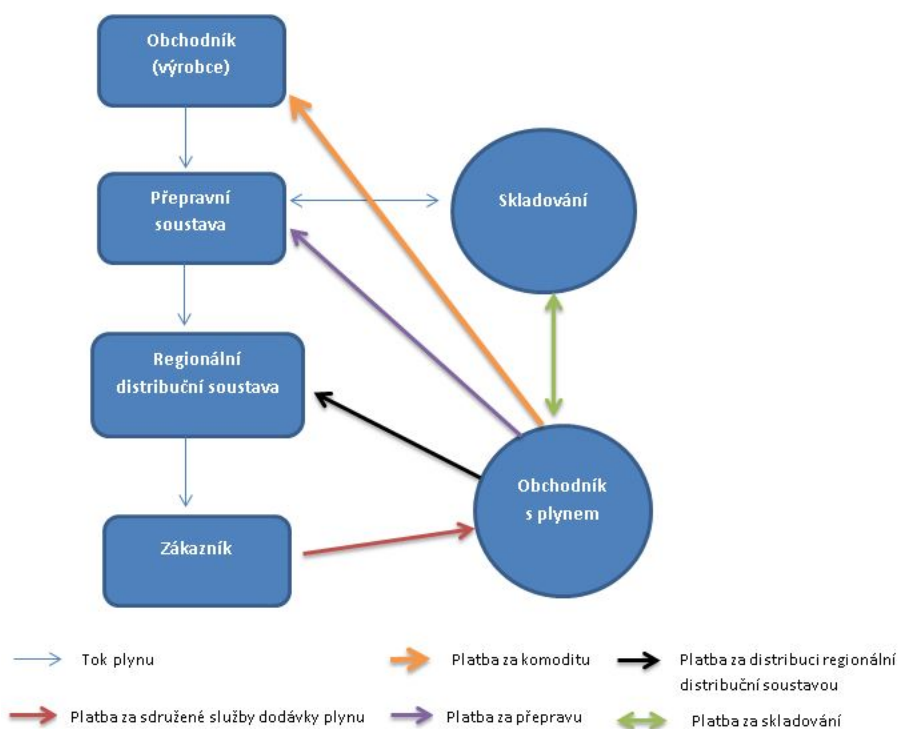 Obchodník
(výrobce)
Přepravní
soustava
Skladování
Regionální
distribuční soustava
Obchodník
s plynem
Zákazník
Tok plynu
Platba za komoditu
Platba za distribuci regionální
distribuční soustavou
Platba za sdružené služby dodávky plynu
Platba za přepravu
Platba za skladování